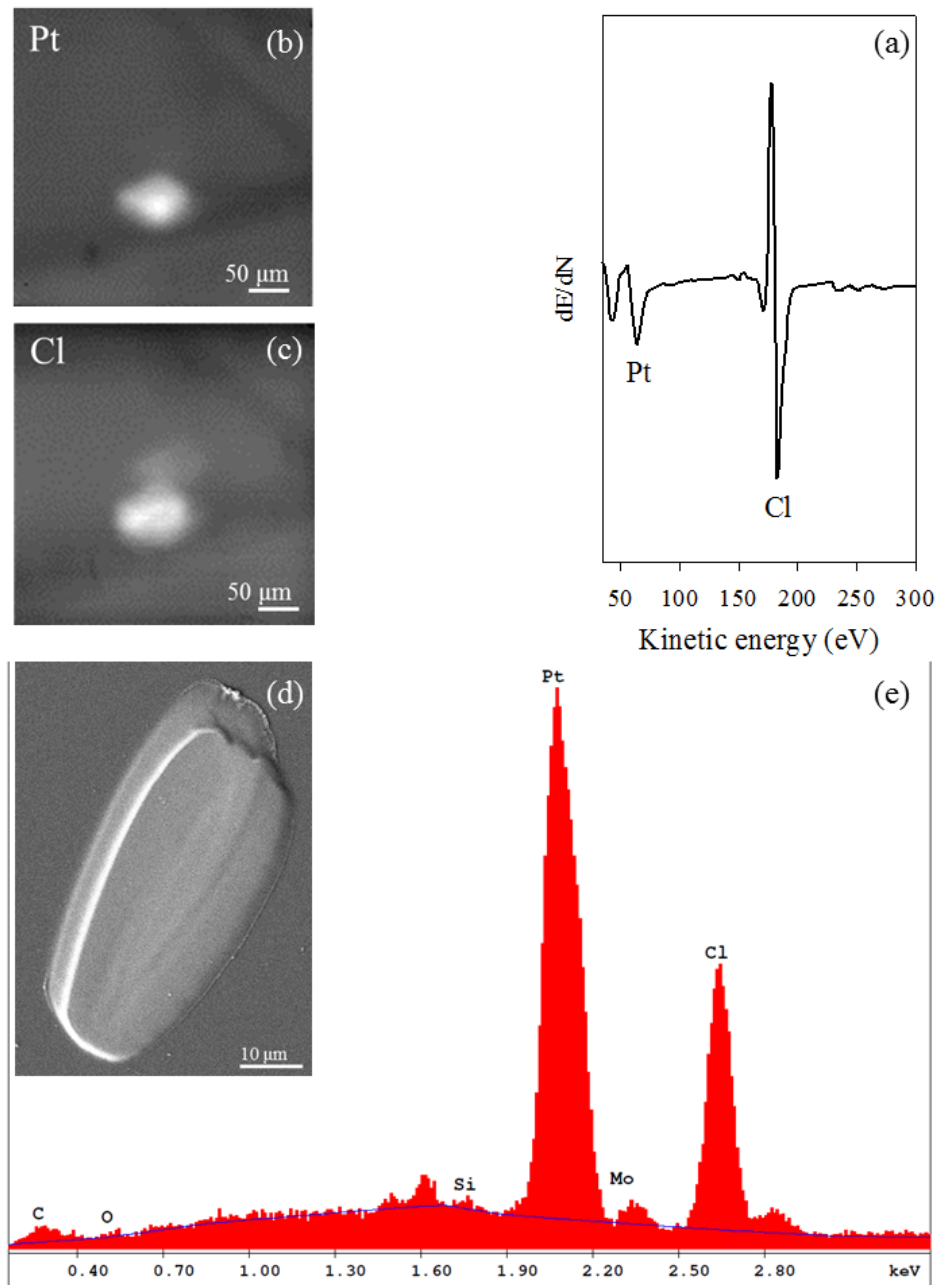 Pt (b)
50 µm
Cl (c)
50 µm
(a)
dE/dN
Pt
Cl
50 100 150 200 250 300
Kinetic energy (eV)
(d)
10 µm
(e)
Pt
Cl
C O Si Mo
0.40 0.70 1.00 1.30 1.60 1.90 2.20 2.50 2.80 keV